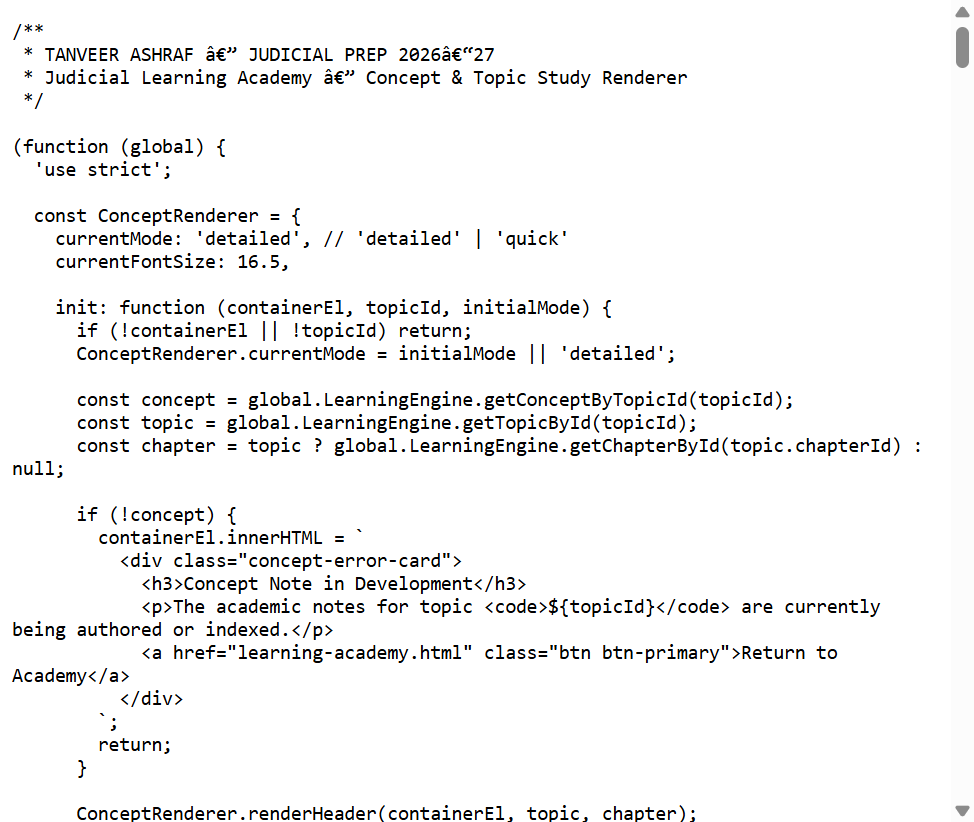 /**
 * TANVEER ASHRAF â€” JUDICIAL PREP 2026â€“27
 * Judicial Learning Academy â€” Concept & Topic Study Renderer
 */

(function (global) {
  'use strict';

  const ConceptRenderer = {
    currentMode: 'detailed', // 'detailed' | 'quick'
    currentFontSize: 16.5,

    init: function (containerEl, topicId, initialMode) {
      if (!containerEl || !topicId) return;
      ConceptRenderer.currentMode = initialMode || 'detailed';

      const concept = global.LearningEngine.getConceptByTopicId(topicId);
      const topic = global.LearningEngine.getTopicById(topicId);
      const chapter = topic ? global.LearningEngine.getChapterById(topic.chapterId) :
null;

      if (!concept) {
        containerEl.innerHTML = `
          <div class="concept-error-card">
            <h3>Concept Note in Development</h3>
            <p>The academic notes for topic <code>${topicId}</code> are currently
being authored or indexed.</p>
            <a href="learning-academy.html" class="btn btn-primary">Return to
Academy</a>
          </div>
        `;
        return;
      }

      ConceptRenderer.renderHeader(containerEl, topic, chapter);